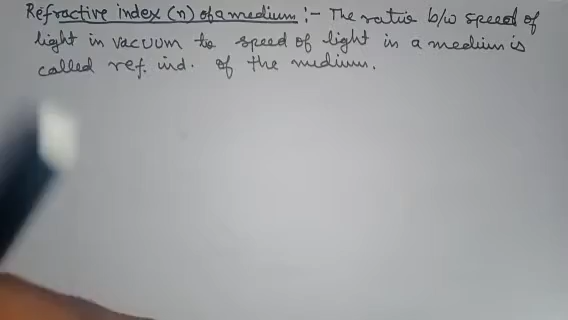 Refractive index (n) of a medium :- The ratio b/w speed of
light in vacuum to speed of light in a medium is
called ref. ind. of the medium.